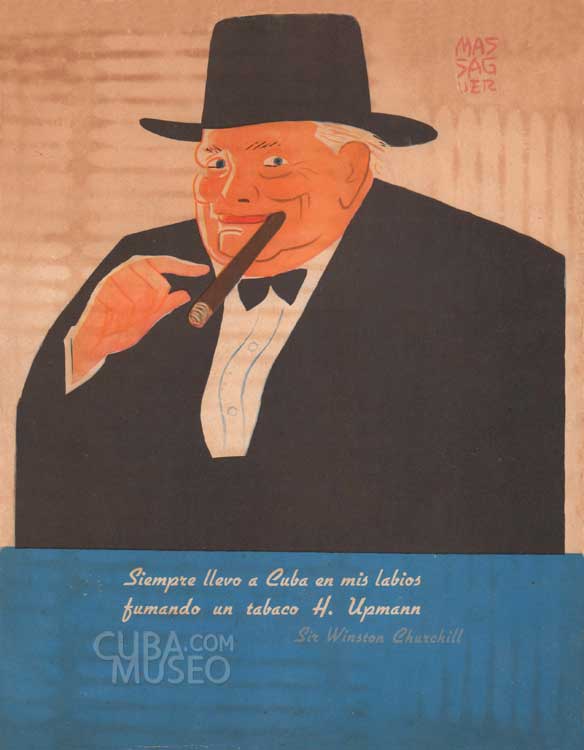 MAS
SAG
UER
Siempre llevo a Cuba en mis labios
fumando un tabaco H. Upmann
Sir Winston Churchill
CUBA.COM
MUSEO